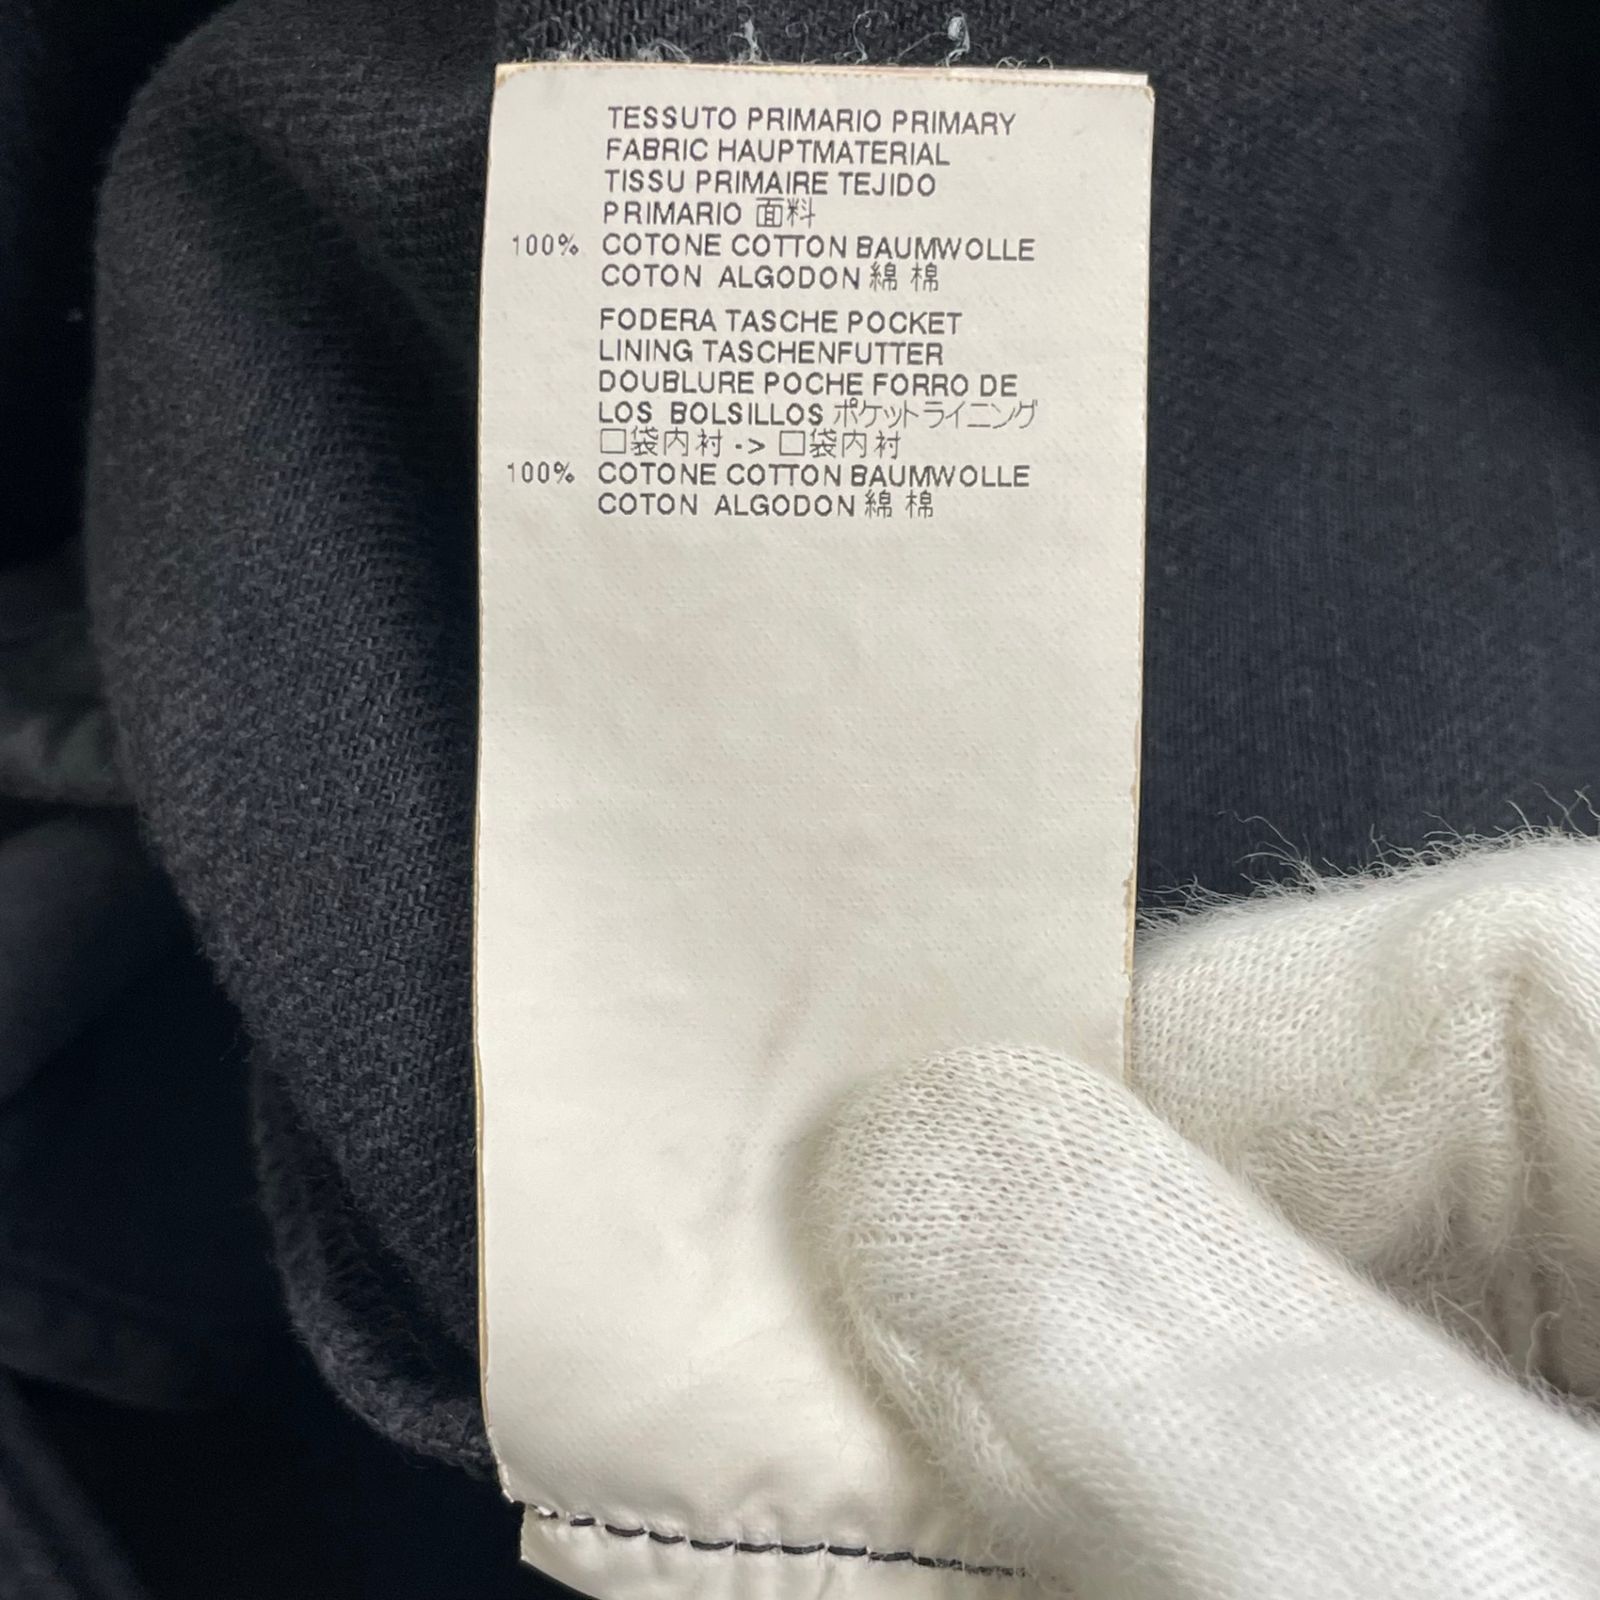 TESSUTO PRIMARIO PRIMARY
FABRIC HAUPTMATERIAL
TISSU PRIMAIRE TEJIDO
PRIMARIO 面料
100% COTONE COTTON BAUMWOLLE
COTON ALGODON 綿 棉
FODERA TASCHE POCKET
LINING TASCHENFUTTER
DOUBLURE POCHE FORRO DE
LOS BOLSILLOS ポケットライニング
口袋内衬 -> 口袋内衬
100% COTONE COTTON BAUMWOLLE
COTON ALGODON 綿 棉